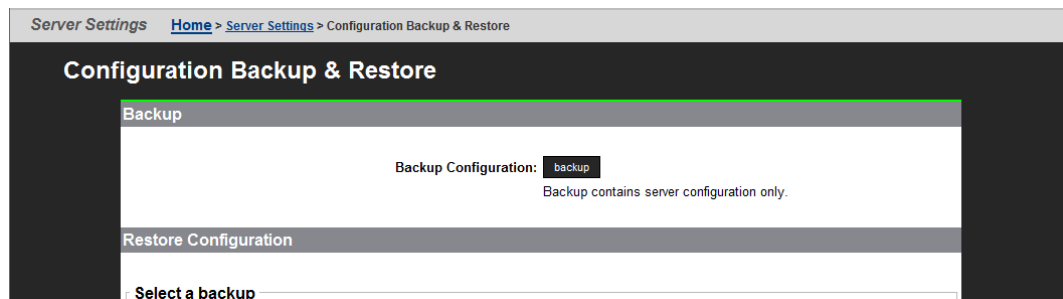 Server Settings Home > Server Settings > Configuration Backup & Restore
Configuration Backup & Restore
Backup
Backup Configuration: backup
Backup contains server configuration only.
Restore Configuration
Select a backup